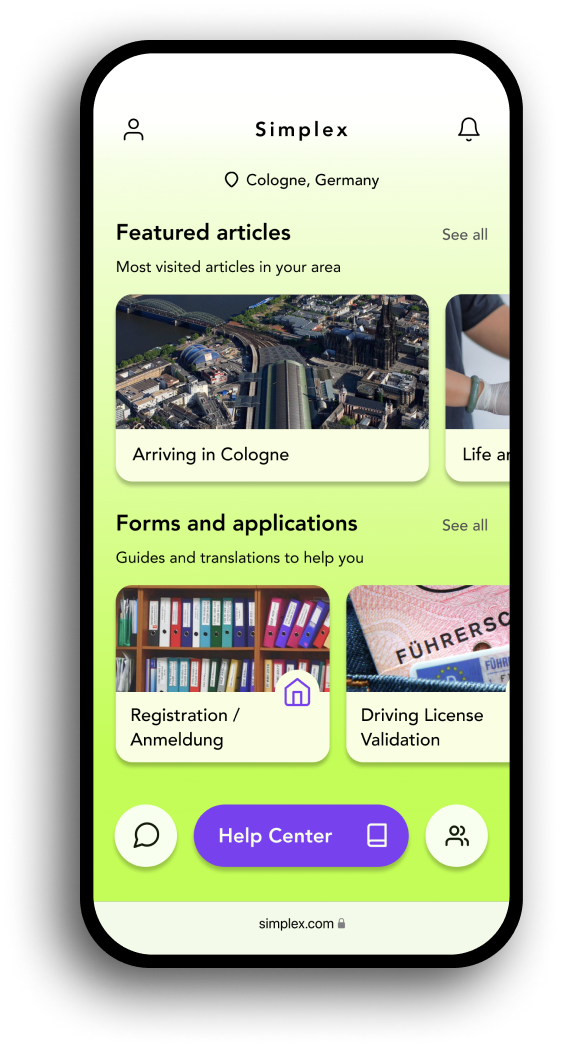 Simplex
Cologne, Germany
Featured articles
See all
Most visited articles in your area
Arriving in Cologne
Life
Forms and applications
See all
Guides and translations to help you
FÜHRERSC
FÜHR
Registration /
Anmeldung
Driving License
Validation
Help Center
simplex.com